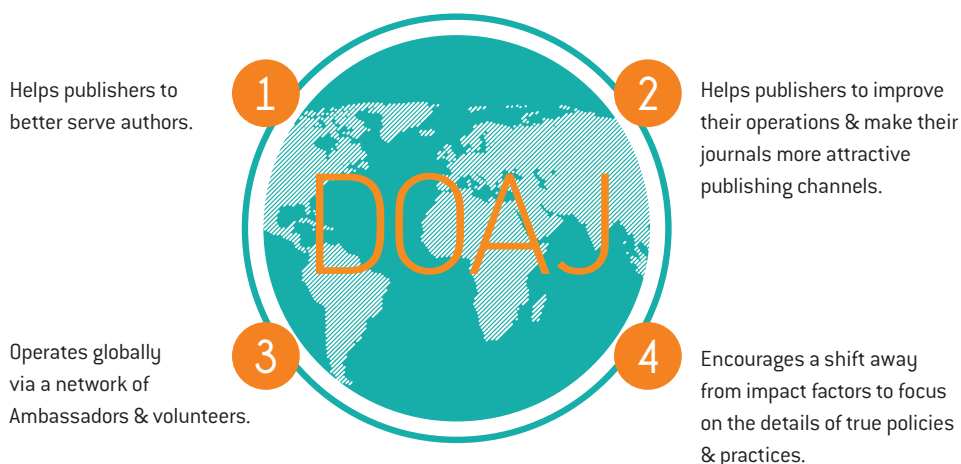 1
Helps publishers to
better serve authors.
2
Helps publishers to improve
their operations & make their
journals more attractive
publishing channels.
DOAJ
3
Operates globally
via a network of
Ambassadors & volunteers.
4
Encourages a shift away
from impact factors to focus
on the details of true policies
& practices.